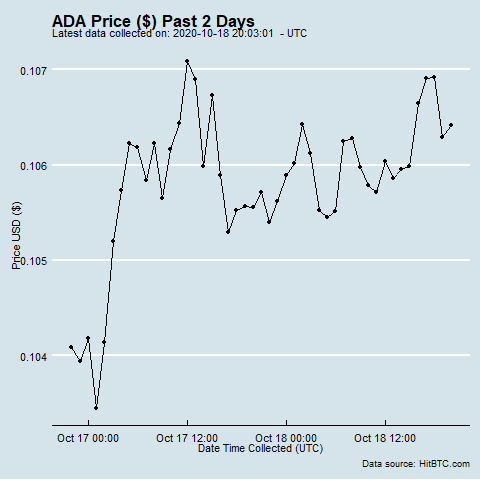 ADA Price ($) Past 2 Days
Latest data collected on: 2020-10-18 20:03:01 - UTC
0.107
0.106
0.105
0.104
Price USD ($)
Oct 17 00:00
Oct 17 12:00
Oct 18 00:00
Oct 18 12:00
Date Time Collected (UTC)
Data source: HitBTC.com